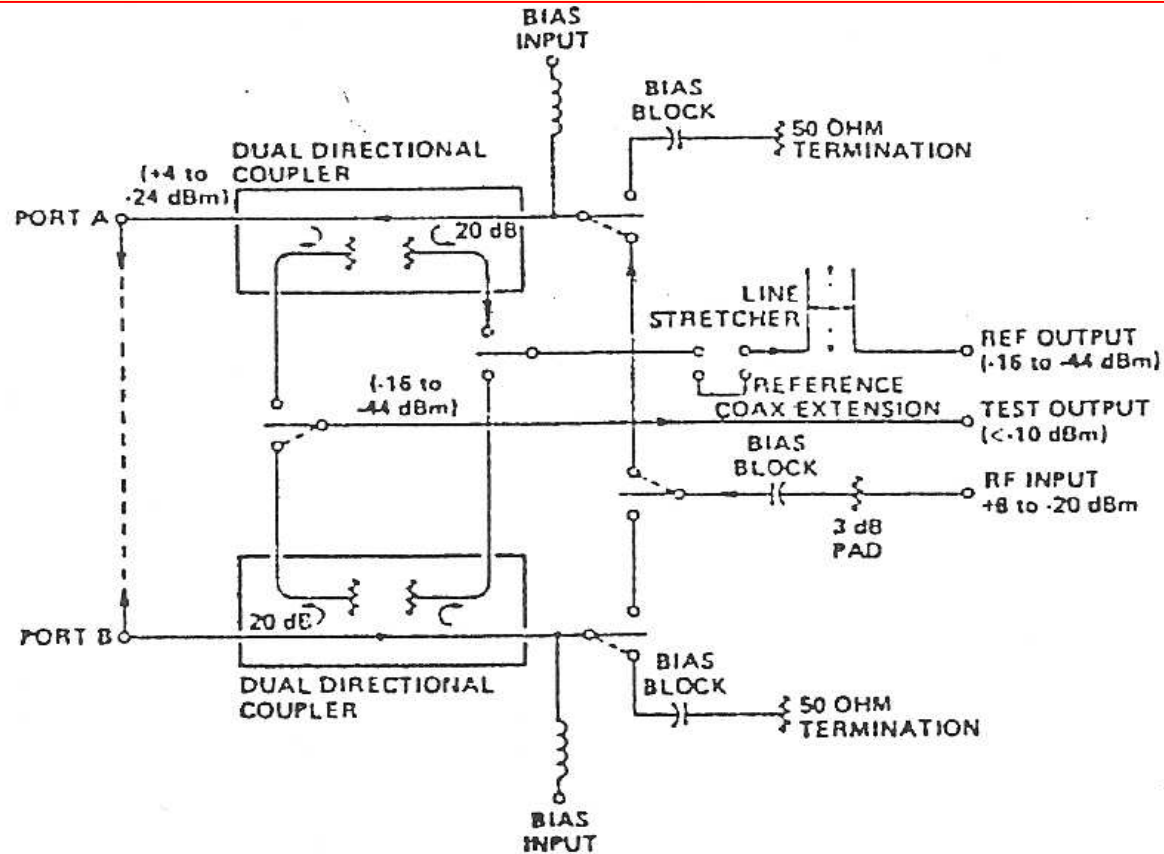 BIAS
INPUT
BIAS
BLOCK
50 OHM
TERMINATION
DUAL DIRECTIONAL
COUPLER
(+4 to
-24 dBm)
PORT A
20 dB
LINE
STRETCHER
REF OUTPUT
(-16 to -44 dBm)
(-16 to
-44 dBm)
REFERENCE
COAX EXTENSION
TEST OUTPUT
(<-10 dBm)
BIAS
BLOCK
RF INPUT
+8 to -20 dBm
3 dB
PAD
20 dB
PORT B
BIAS
BLOCK
DUAL DIRECTIONAL
COUPLER
50 OHM
TERMINATION
BIAS
INPUT